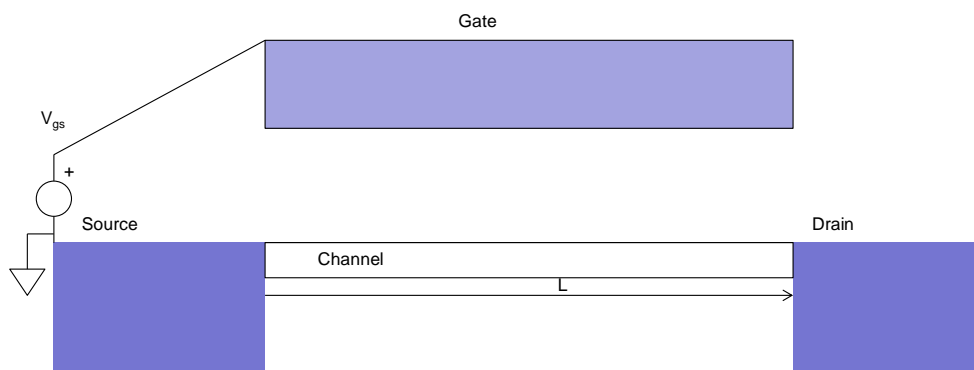 Gate
Vgs
+
Source
Drain
Channel
L